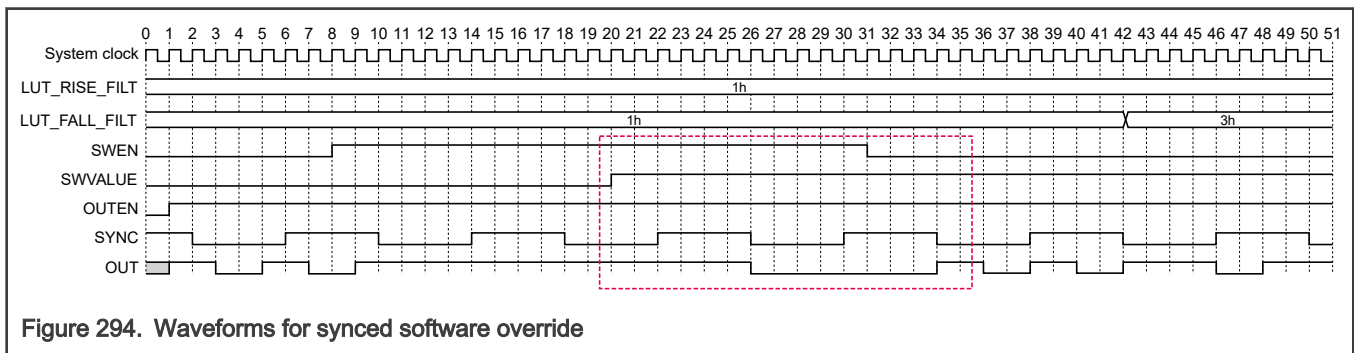 0 1 2 3 4 5 6 7 8 9 10 11 12 13 14 15 16 17 18 19 20 21 22 23 24 25 26 27 28 29 30 31 32 33 34 35 36 37 38 39 40 41 42 43 44 45 46 47 48 49 50 51
System clock
LUT_RISE_FILT 1h
LUT_FALL_FILT 1h 3h
SWEN
SWVALUE
OUTEN
SYNC
OUT
Figure 294. Waveforms for synced software override